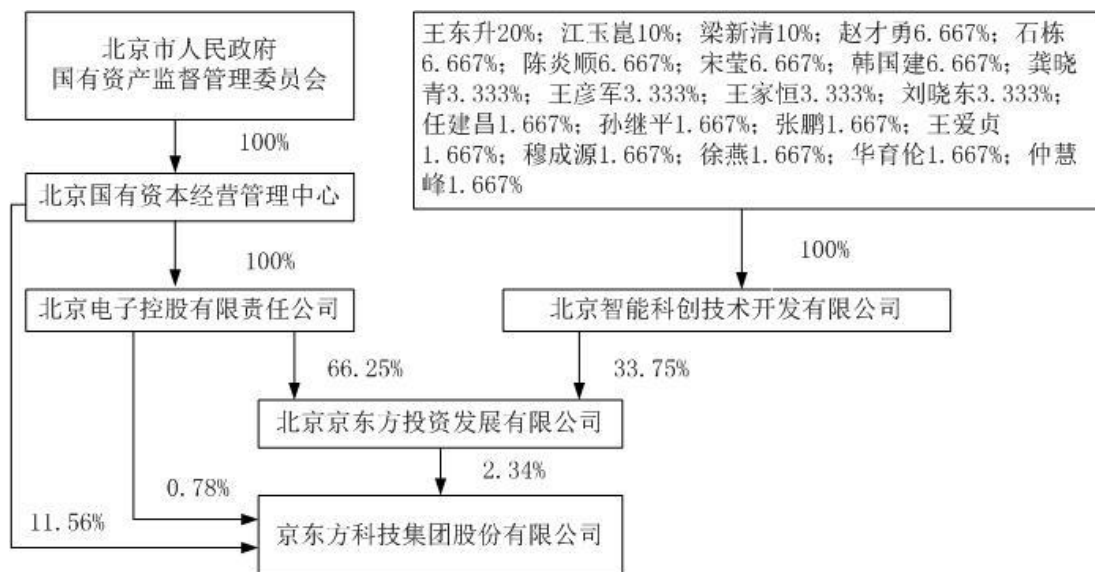 北京市人民政府
国有资产监督管理委员会
王东升20%；江玉崑10%；梁新清10%；赵才勇6.667%；石栋
6.667%；陈炎顺6.667%；宋莹6.667%；韩国建6.667%；龚晓
青3.333%；王彦军3.333%；王家恒3.333%；刘晓东3.333%；
任建昌1.667%；孙继平1.667%；张鹏1.667%；王爱贞
1.667%；穆成源1.667%；徐燕1.667%；华育伦1.667%；仲慧
峰1.667%
100%
北京国有资本经营管理中心
100%
100%
北京电子控股有限责任公司
北京智能科创技术开发有限公司
66.25%
33.75%
北京京东方投资发展有限公司
2.34%
0.78%
11.56%
京东方科技集团股份有限公司